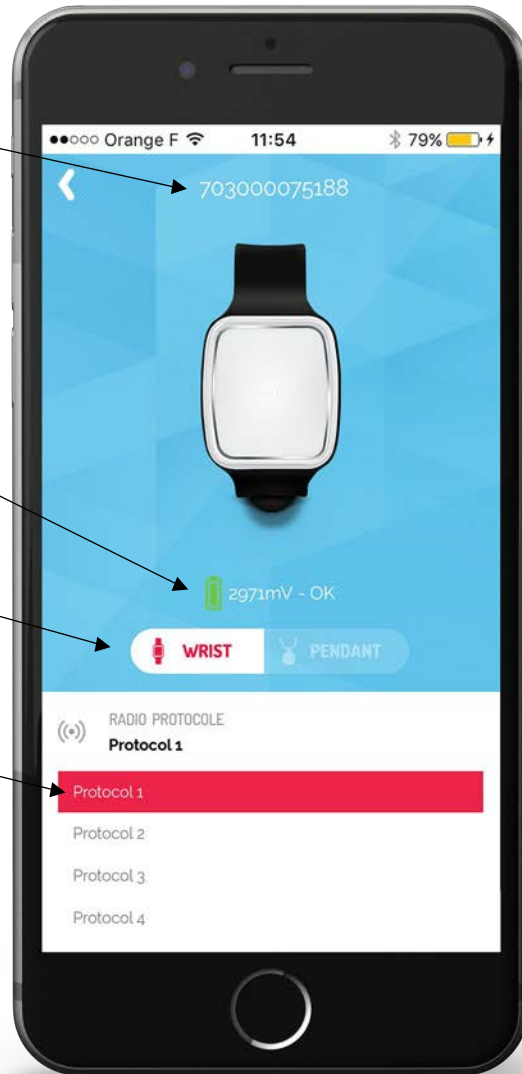 Orange F 11:54 79%
703000075188
2971mV - OK
WRIST PENDANT
RADIO PROTOCOLE
Protocol 1
Protocol 1
Protocol 2
Protocol 3
Protocol 4